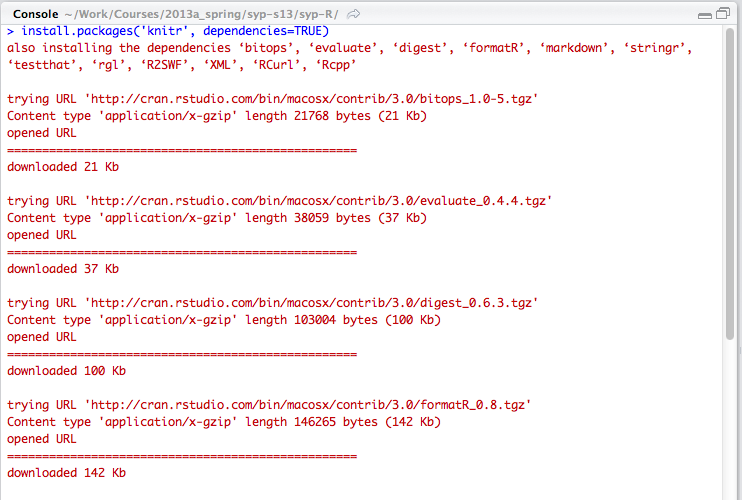 Console ~/Work/Courses/2013a_spring/syp-s13/syp-R/
> install.packages('knitr', dependencies=TRUE)
also installing the dependencies ‘bitops’, ‘evaluate’, ‘digest’, ‘formatR’, ‘markdown’, ‘stringr’,
‘testthat’, ‘rgl’, ‘R2SWF’, ‘XML’, ‘RCurl’, ‘Rcpp’
trying URL 'http://cran.rstudio.com/bin/macosx/contrib/3.0/bitops_1.0-5.tgz'
Content type 'application/x-gzip' length 21768 bytes (21 Kb)
opened URL
==================================================
downloaded 21 Kb
trying URL 'http://cran.rstudio.com/bin/macosx/contrib/3.0/evaluate_0.4.4.tgz'
Content type 'application/x-gzip' length 38059 bytes (37 Kb)
opened URL
==================================================
downloaded 37 Kb
trying URL 'http://cran.rstudio.com/bin/macosx/contrib/3.0/digest_0.6.3.tgz'
Content type 'application/x-gzip' length 103004 bytes (100 Kb)
opened URL
==================================================
downloaded 100 Kb
trying URL 'http://cran.rstudio.com/bin/macosx/contrib/3.0/formatR_0.8.tgz'
Content type 'application/x-gzip' length 146265 bytes (142 Kb)
opened URL
==================================================
downloaded 142 Kb